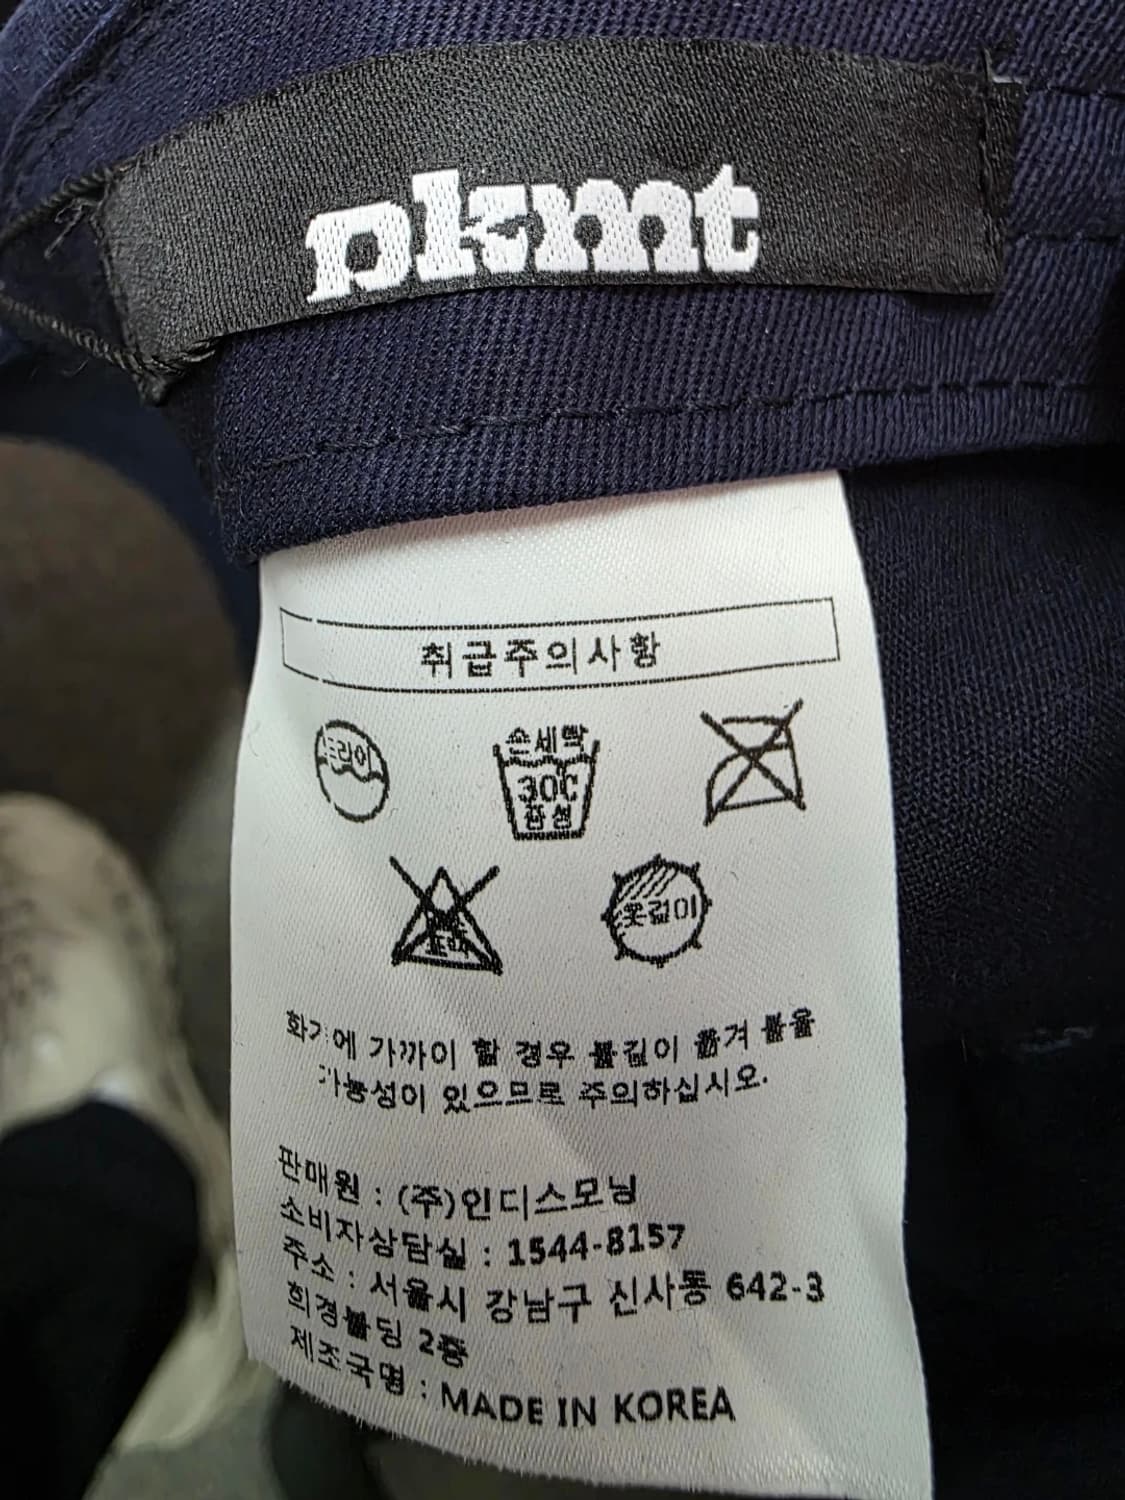 pkmt
취급주의사항
드라이
손세탁
30C
중성
옷걸이
화기에 가까이 할 경우 불길이 옮겨 붙을
가능성이 있으므로 주의하십시오.
판매원 : (주)인디스모닝
소비자상담실 : 1544-8157
주소 : 서울시 강남구 신사동 642-3
희경빌딩 2층
제조국명 : MADE IN KOREA